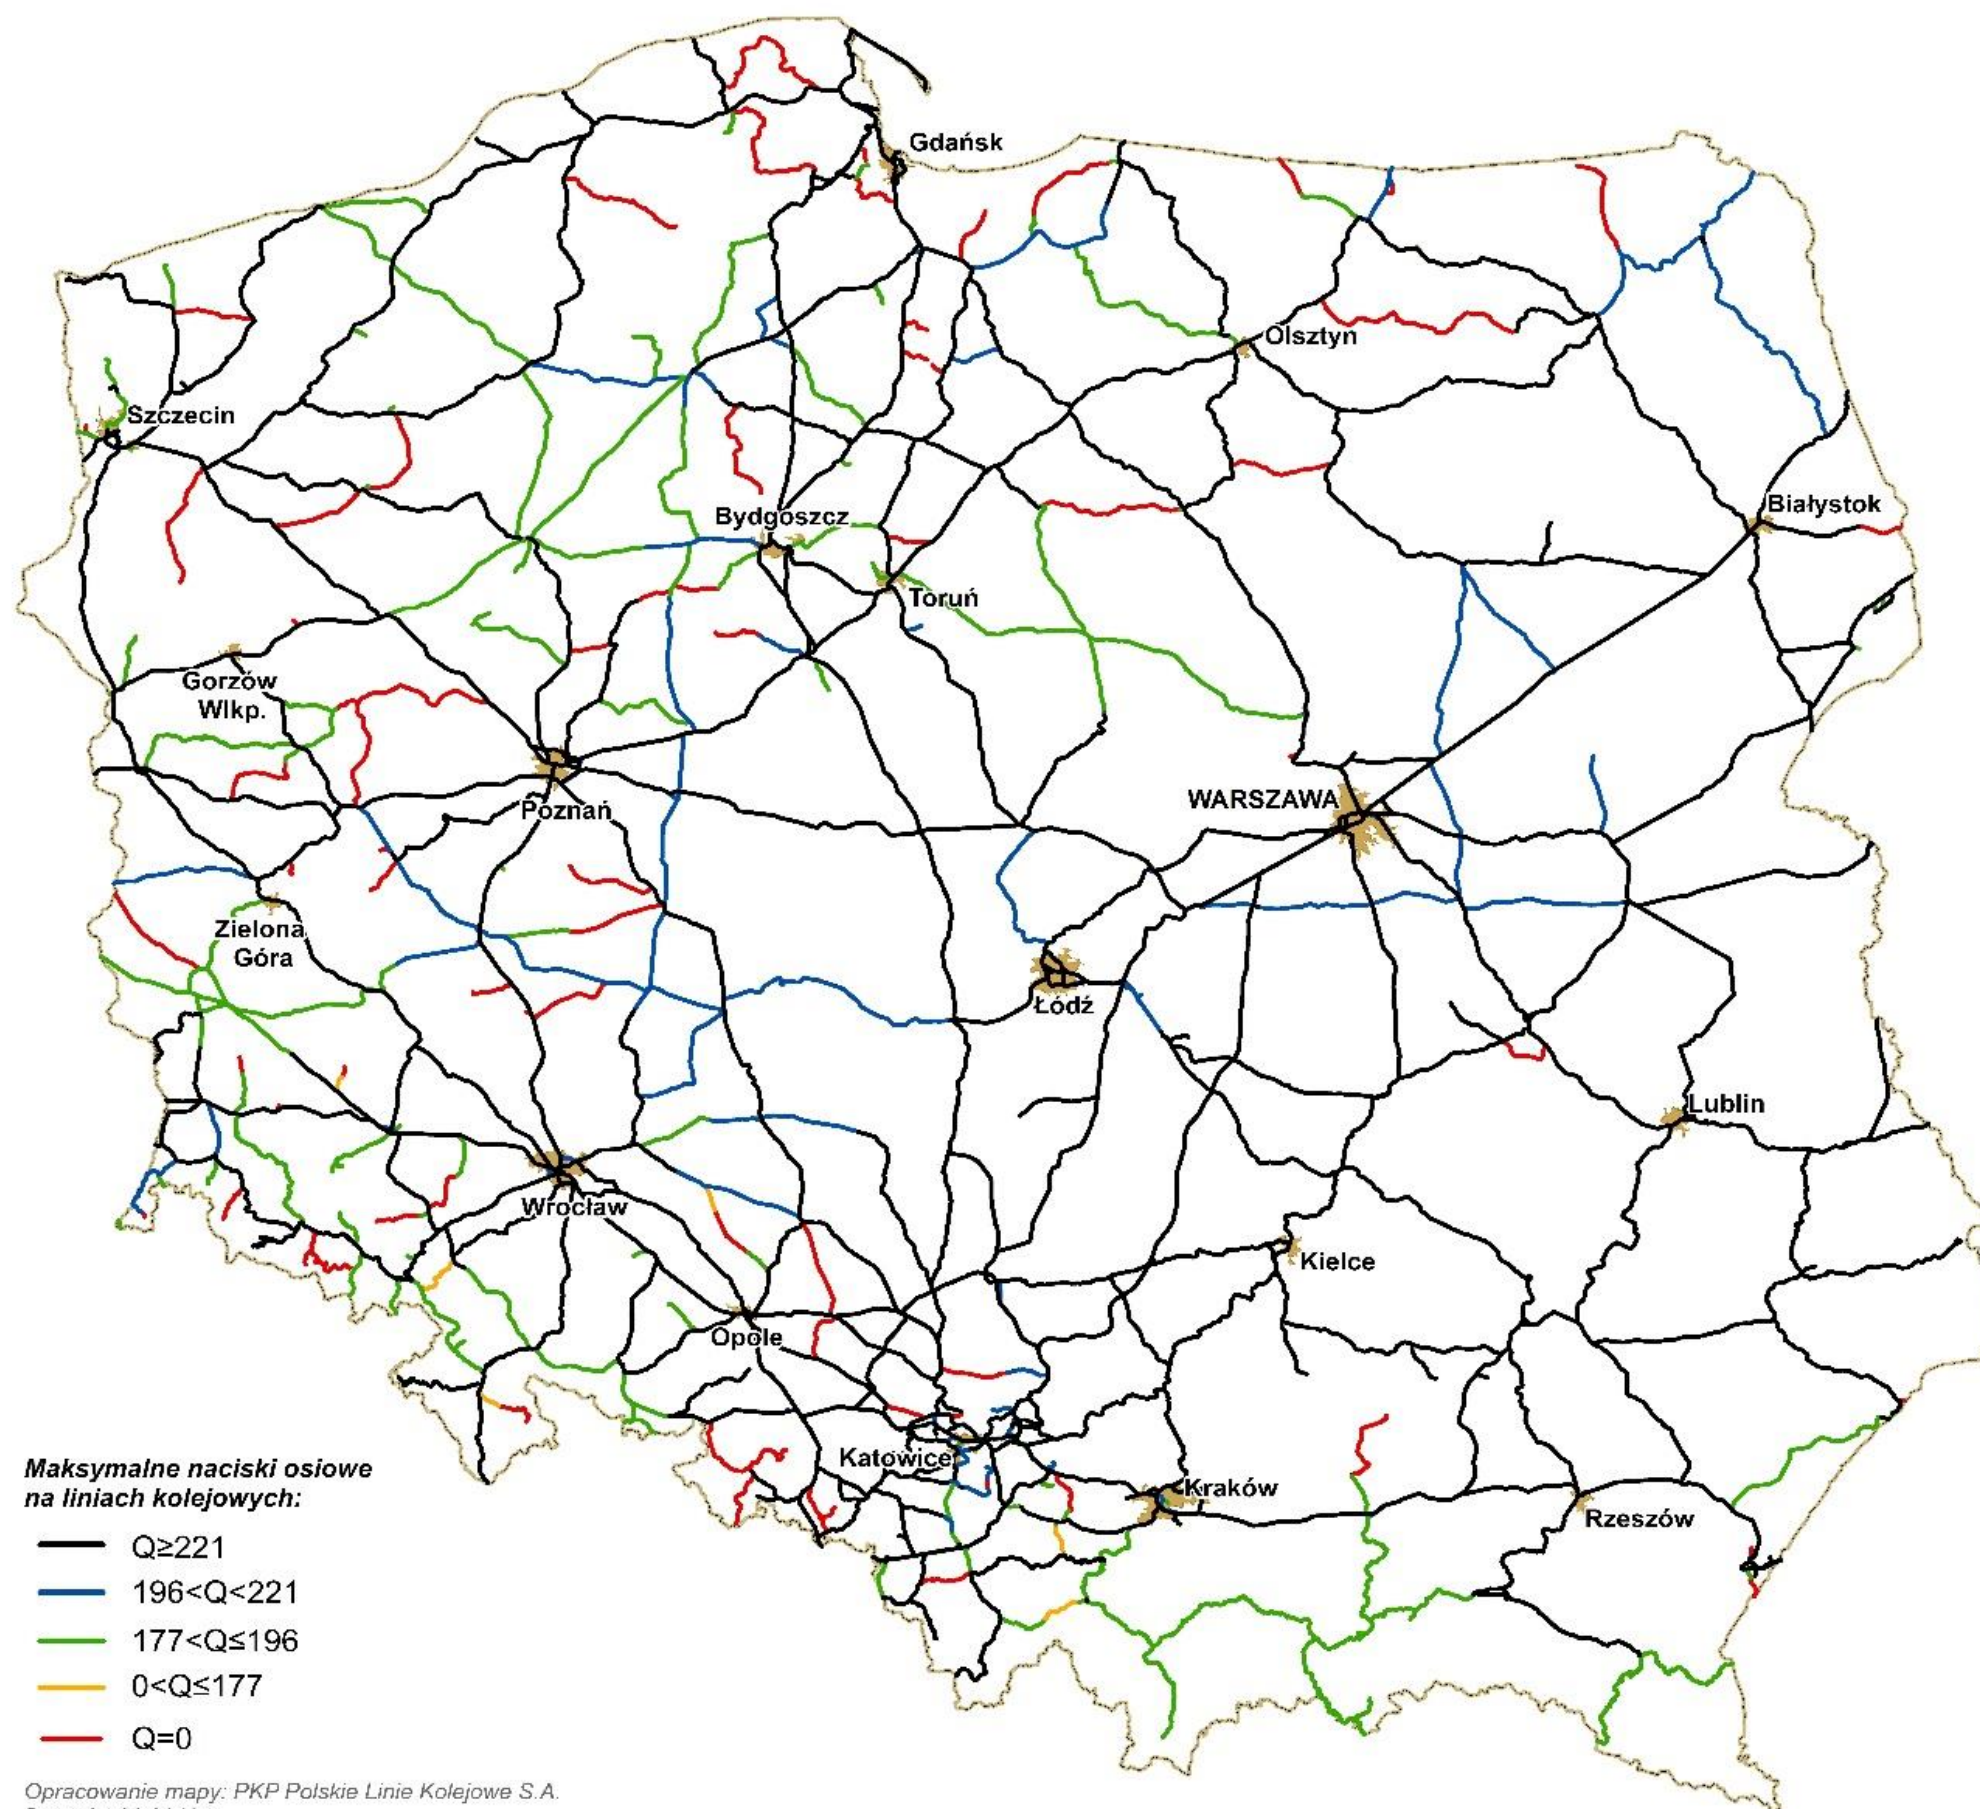 Gdańsk
Olsztyn
Szczecin
Białystok
Bydgoszcz
Toruń
Gorzów
Wlkp.
Poznań
WARSZAWA
Zielona
Góra
Łódź
Lublin
Wrocław
Kielce
Opole
Katowice
Kraków
Rzeszów
Maksymalne naciski osiowe
na liniach kolejowych:
Q≥221
196<Q<221
177<Q≤196
0<Q≤177
Q=0
Opracowanie mapy: PKP Polskie Linie Kolejowe S.A.